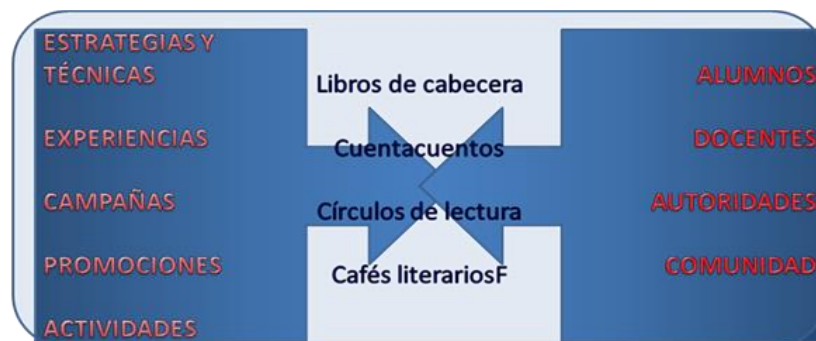 ESTRATEGIAS Y
TÉCNICAS
EXPERIENCIAS
CAMPAÑAS
PROMOCIONES
ACTIVIDADES
Libros de cabecera
Cuentacuentos
Círculos de lectura
Cafés literariosF
ALUMNOS
DOCENTES
AUTORIDADES
COMUNIDAD